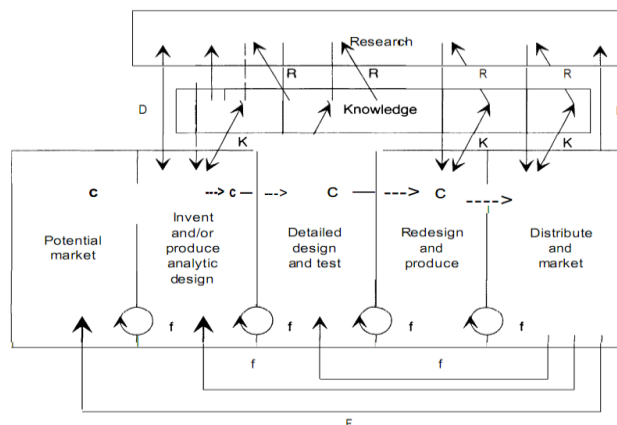 Research
R R R R
D
Knowledge
K K K
c ---> c — ---> C — ---> C ----->
Potential
market
Invent
and/or
produce
analytic
design
Detailed
design
and test
Redesign
and
produce
Distribute
and
market
f f f f
f f